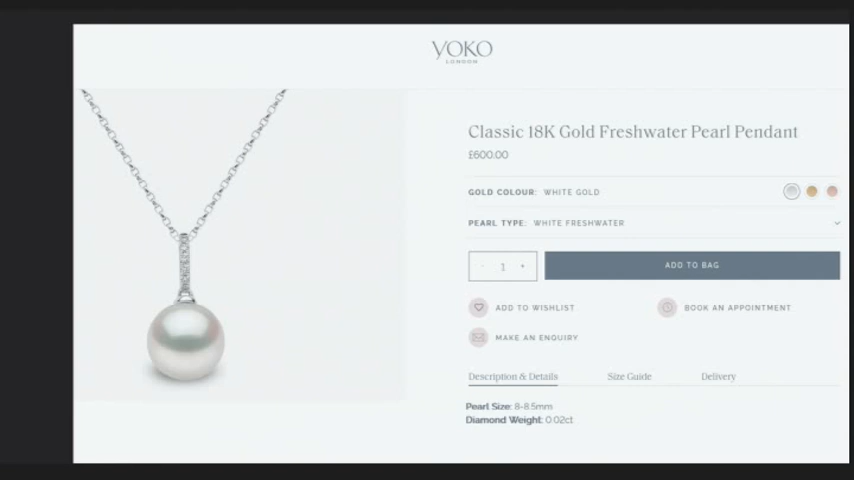 YOKO
LONDON
Classic 18K Gold Freshwater Pearl Pendant
£600.00
GOLD COLOUR: WHITE GOLD
PEARL TYPE: WHITE FRESHWATER
- 1 +
ADD TO BAG
ADD TO WISHLIST
BOOK AN APPOINTMENT
MAKE AN ENQUIRY
Description & Details Size Guide Delivery
Pearl Size: 8-8.5mm
Diamond Weight: 0.02ct